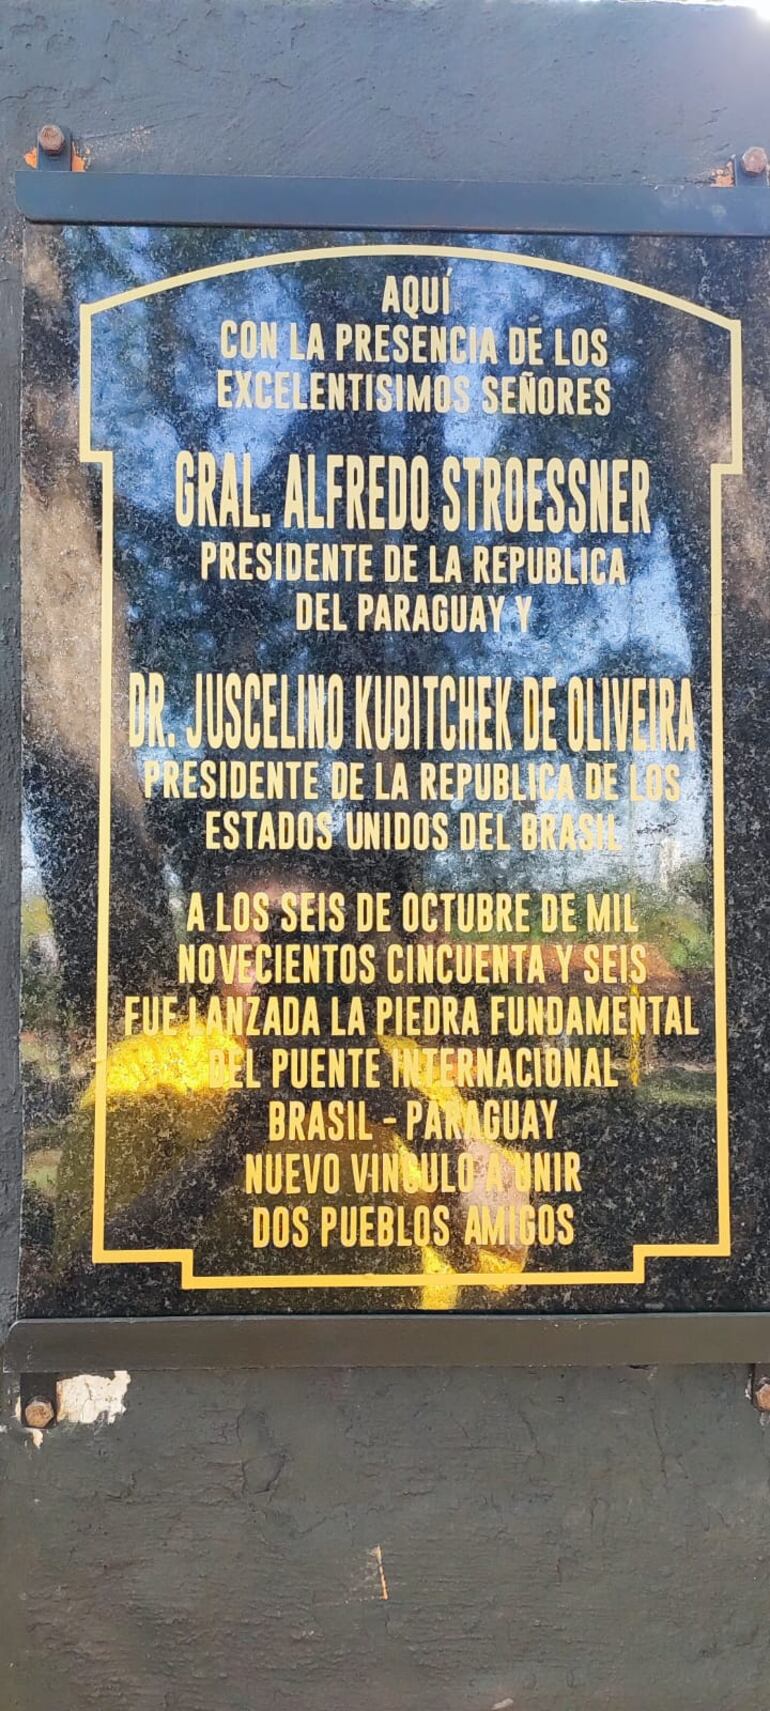 AQUÍ
CON LA PRESENCIA DE LOS
EXCELENTISIMOS SEÑORES
GRAL. ALFREDO STROESSNER
PRESIDENTE DE LA REPUBLICA
DEL PARAGUAY Y
DR. JUSCELINO KUBITCHEK DE OLIVEIRA
PRESIDENTE DE LA REPUBLICA DE LOS
ESTADOS UNIDOS DEL BRASIL
A LOS SEIS DE OCTUBRE DE MIL
NOVECIENTOS CINCUENTA Y SEIS
FUE LANZADA LA PIEDRA FUNDAMENTAL
DEL PUENTE INTERNACIONAL
BRASIL - PARAGUAY
NUEVO VINCULO A UNIR
DOS PUEBLOS AMIGOS